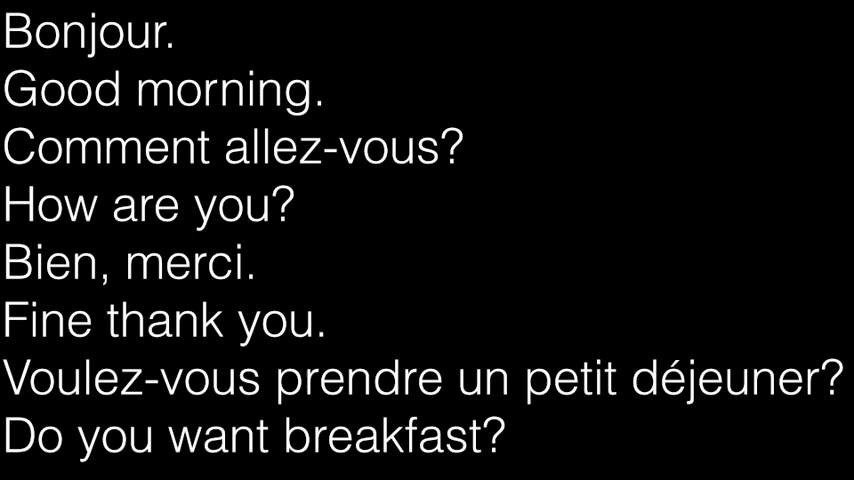 Bonjour.
Good morning.
Comment allez-vous?
How are you?
Bien, merci.
Fine thank you.
Voulez-vous prendre un petit déjeuner?
Do you want breakfast?